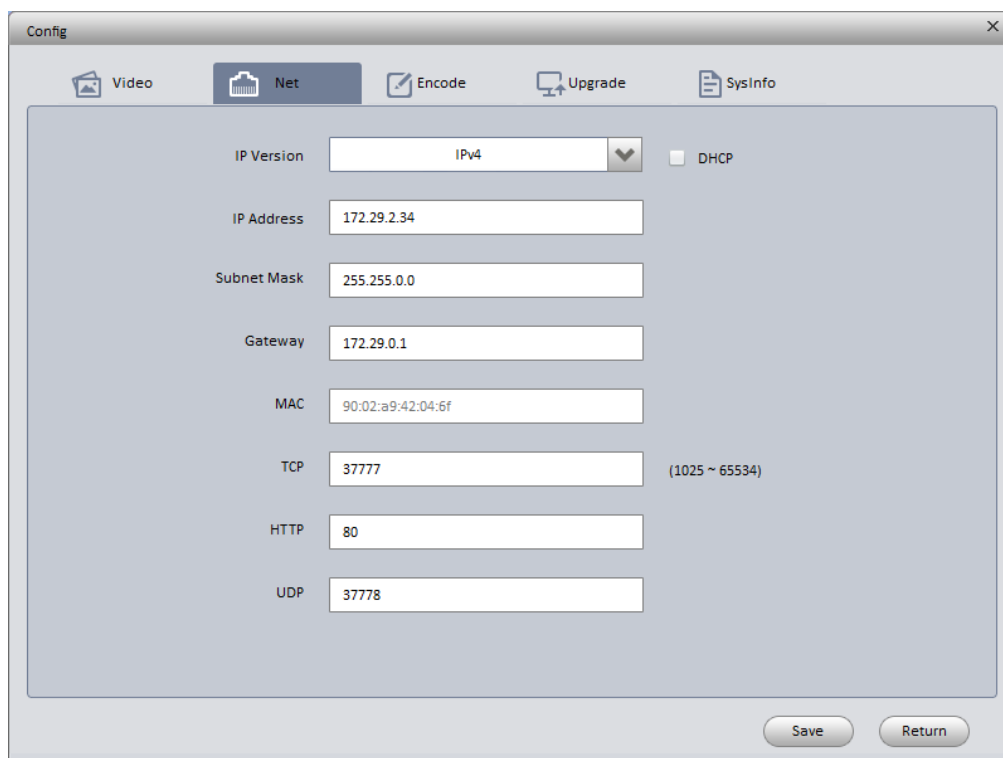 Config
Video Net Encode Upgrade SysInfo
IP Version IPv4 DHCP
IP Address 172.29.2.34
Subnet Mask 255.255.0.0
Gateway 172.29.0.1
MAC 90:02:a9:42:04:6f
TCP 37777 (1025 ~ 65534)
HTTP 80
UDP 37778
Save Return